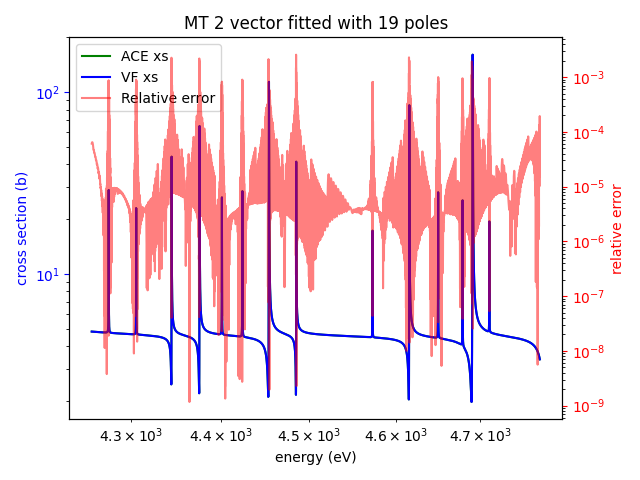 MT 2 vector fitted with 19 poles
ACE xs
VF xs
Relative error
cross section (b)
10²
10¹
relative error
10⁻³
10⁻⁴
10⁻⁵
10⁻⁶
10⁻⁷
10⁻⁸
10⁻⁹
4.3 × 10³ 4.4 × 10³ 4.5 × 10³ 4.6 × 10³ 4.7 × 10³
energy (eV)